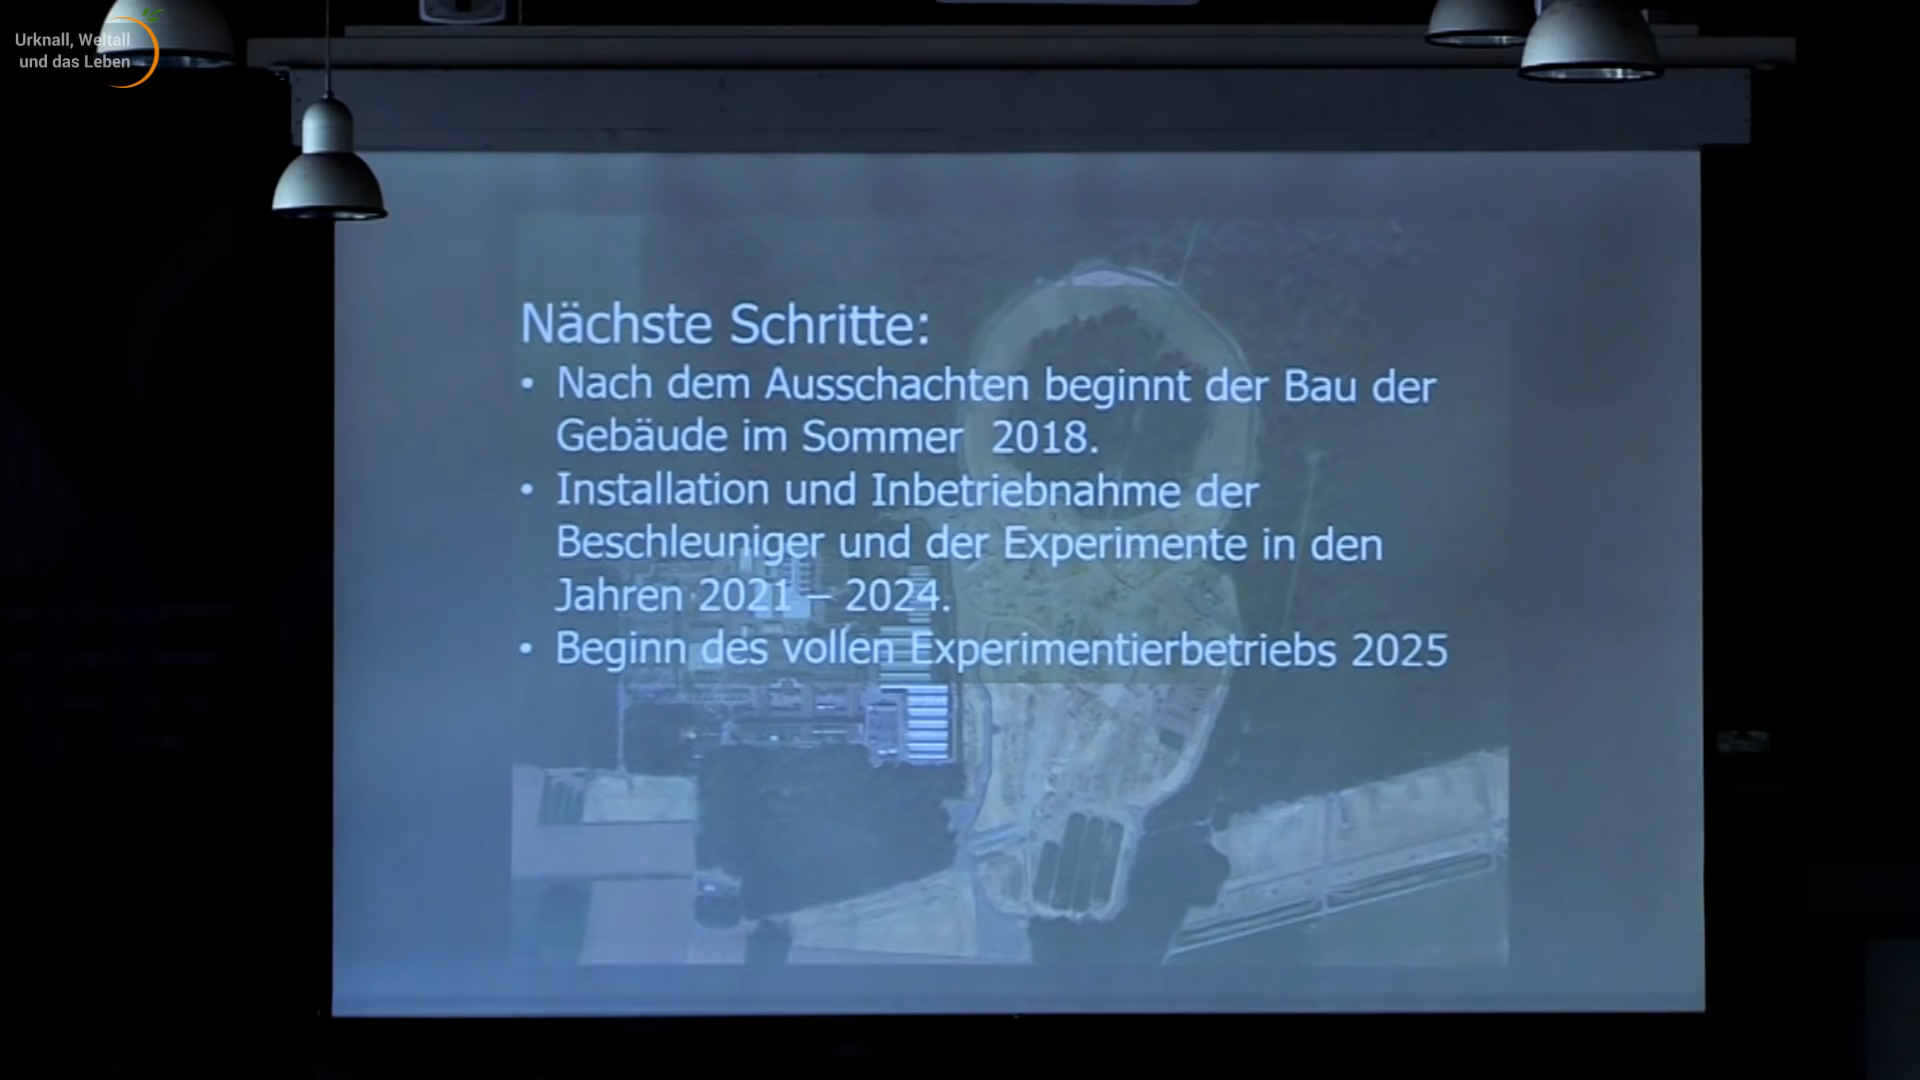 Urknall, Weltall
und das Leben
Nächste Schritte:
• Nach dem Ausschachten beginnt der Bau der
Gebäude im Sommer 2018.
• Installation und Inbetriebnahme der
Beschleuniger und der Experimente in den
Jahren 2021 – 2024.
• Beginn des vollen Experimentierbetriebs 2025